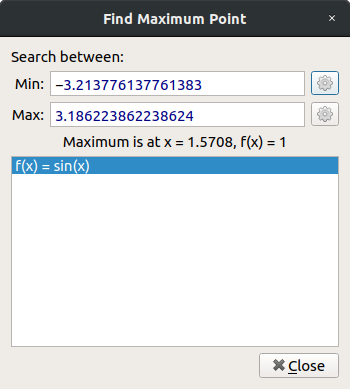 Find Maximum Point
×
Search between:
Min: −3.213776137761383
Max: 3.186223862238624
Maximum is at x = 1.5708, f(x) = 1
f(x) = sin(x)
Close